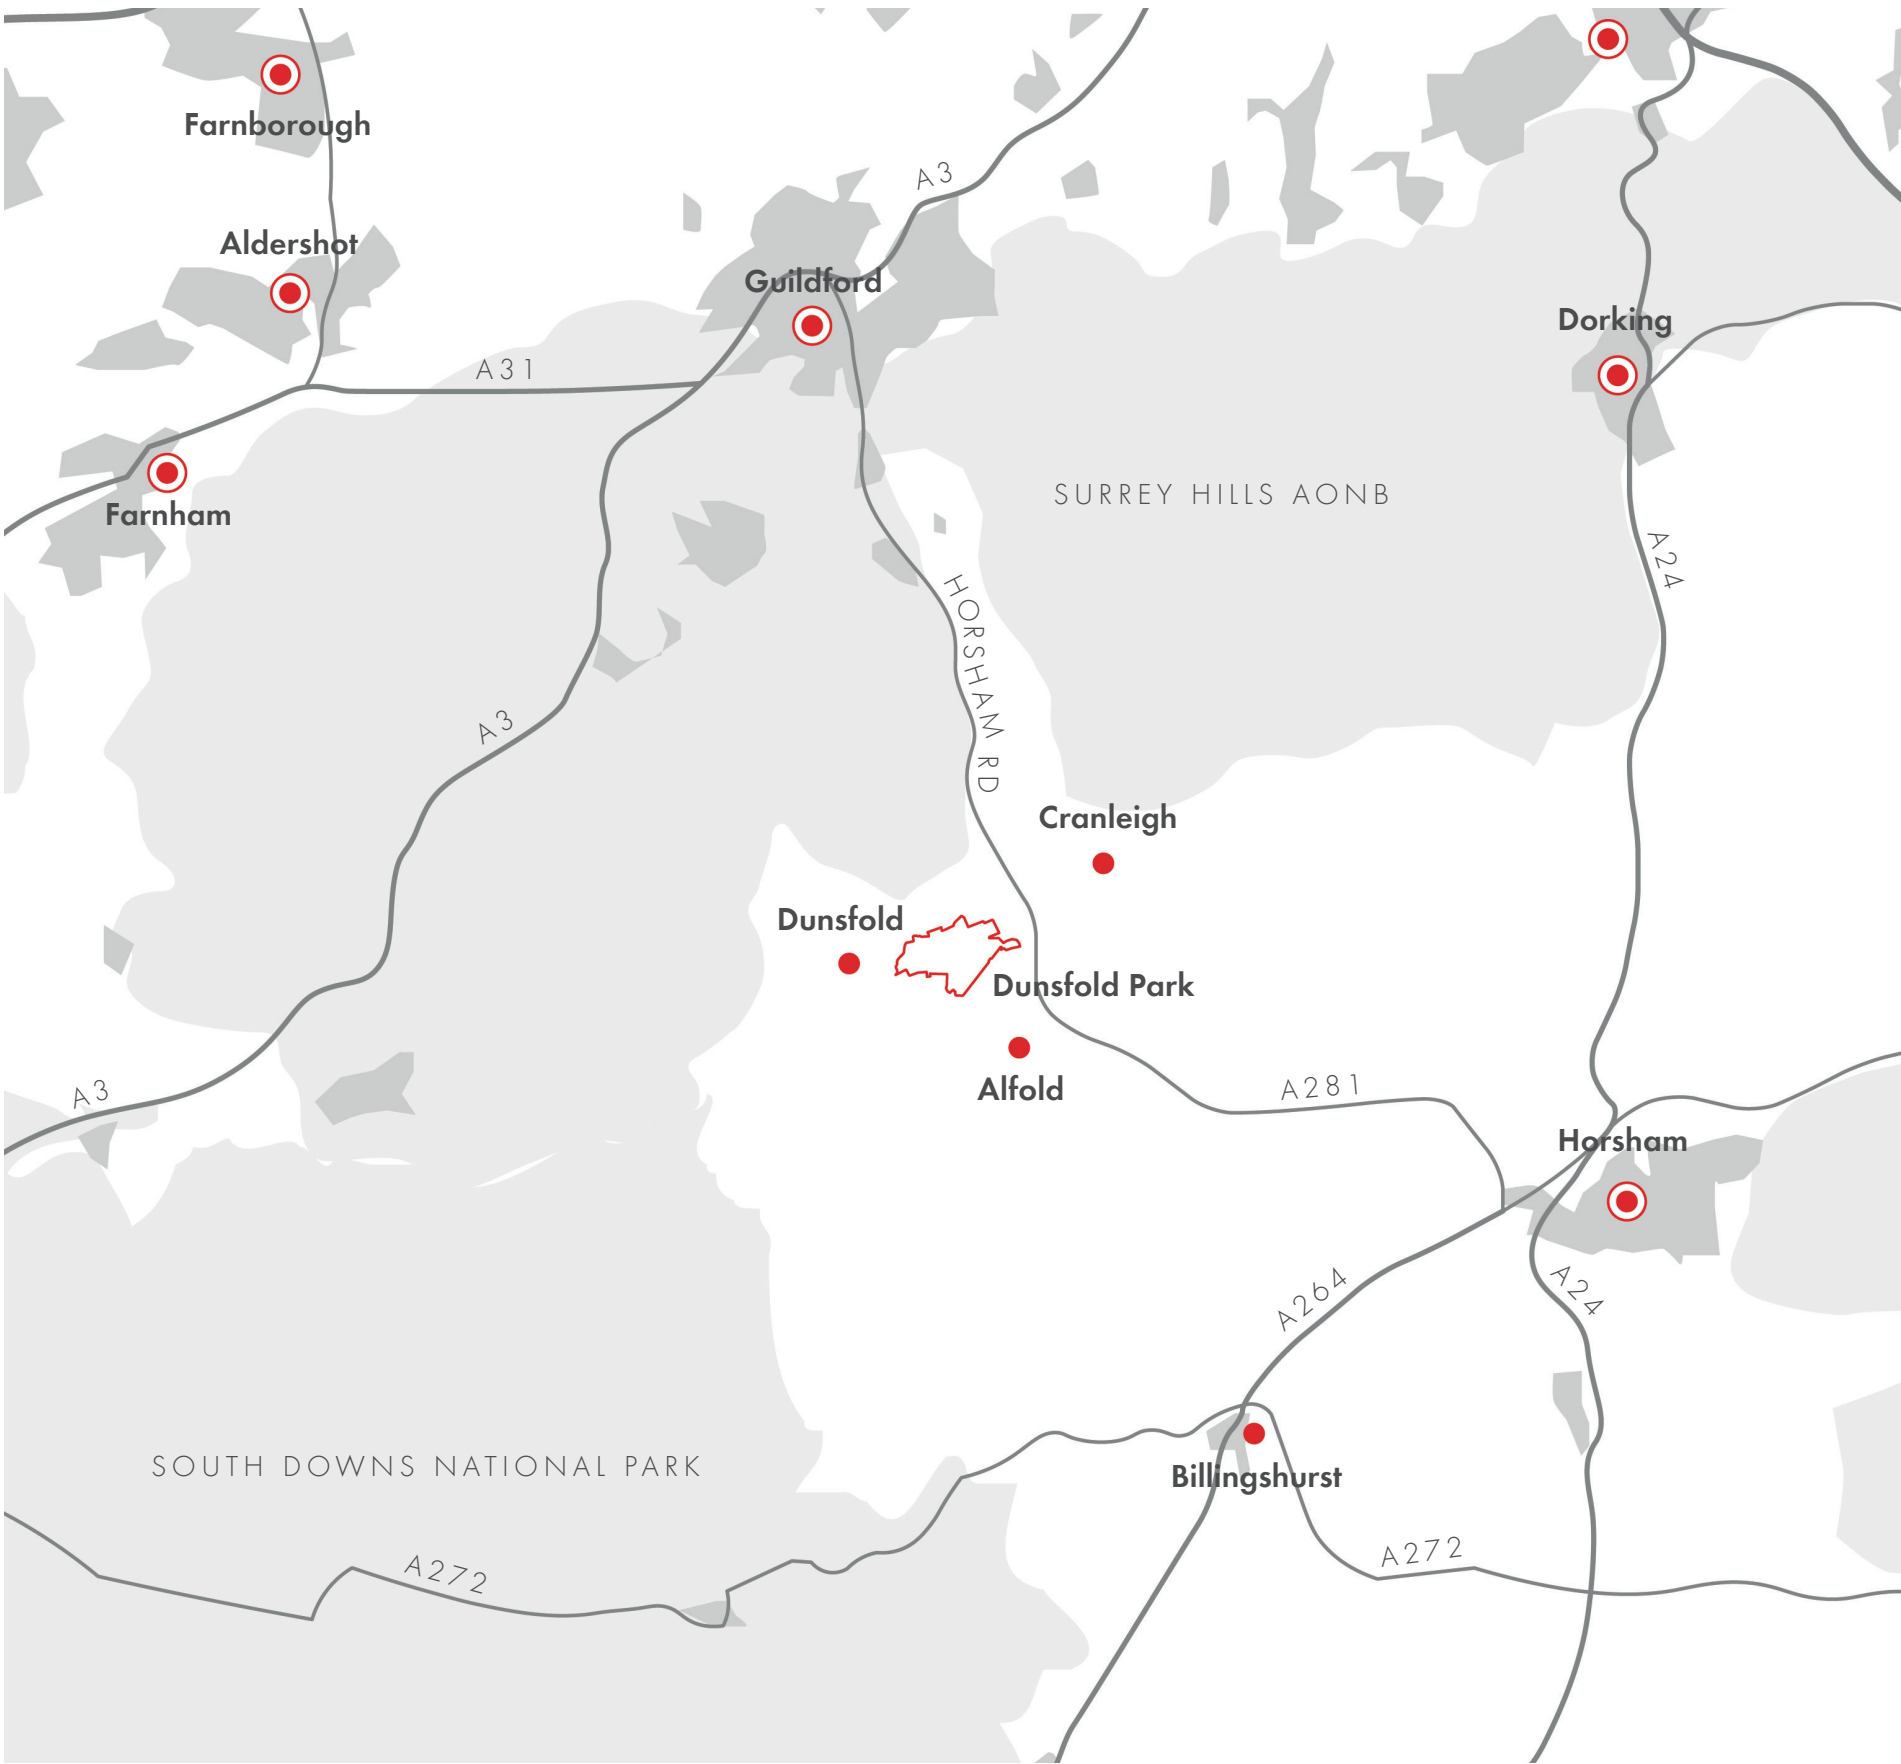 Farnborough
A3
Aldershot
Guildford
Dorking
A31
SURREY HILLS AONB
Farnham
A24
HORSHAM RD
A3
Cranleigh
Dunsfold
Dunsfold Park
Alfold
A281
A3
Horsham
A264
A24
SOUTH DOWNS NATIONAL PARK
Billingshurst
A272
A272